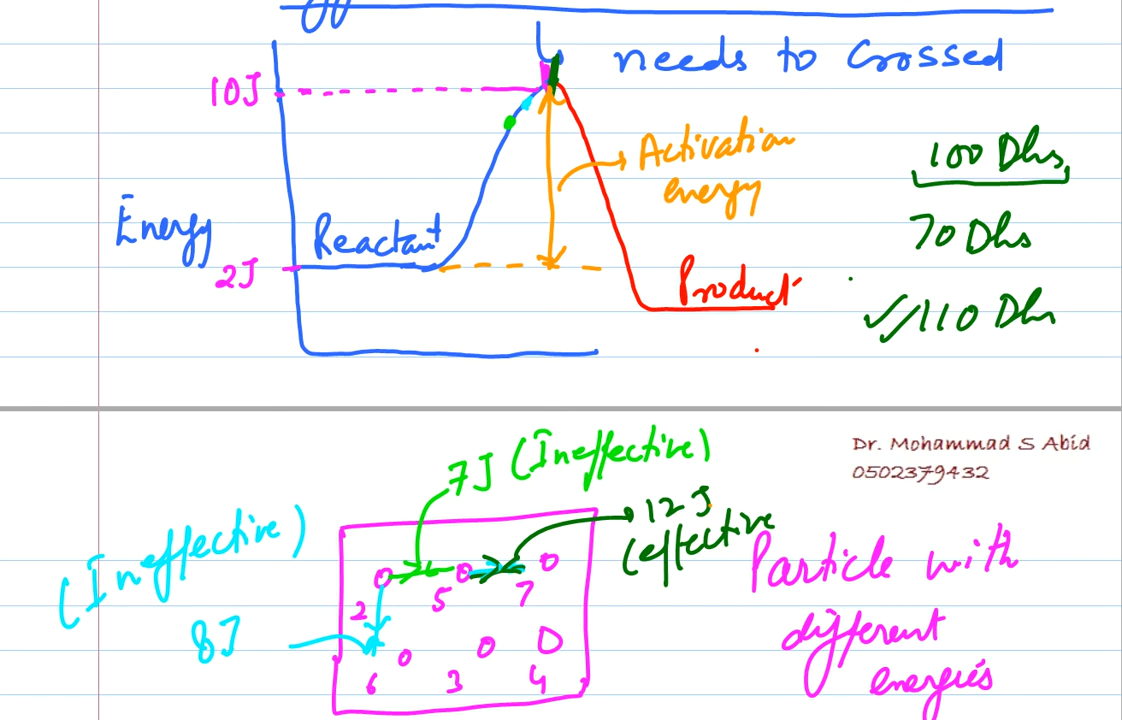 needs to Crossed
10J
Activation
energy
100 Dhs
Energy
Reactant
70 Dhs
2J
Product
110 Dhs
Dr. Mohammad S Abid
0502379432
7J (Ineffective)
12J
(effective
(Ineffective)
Particle with
different
energies
8J
2 5 7
6 3 4